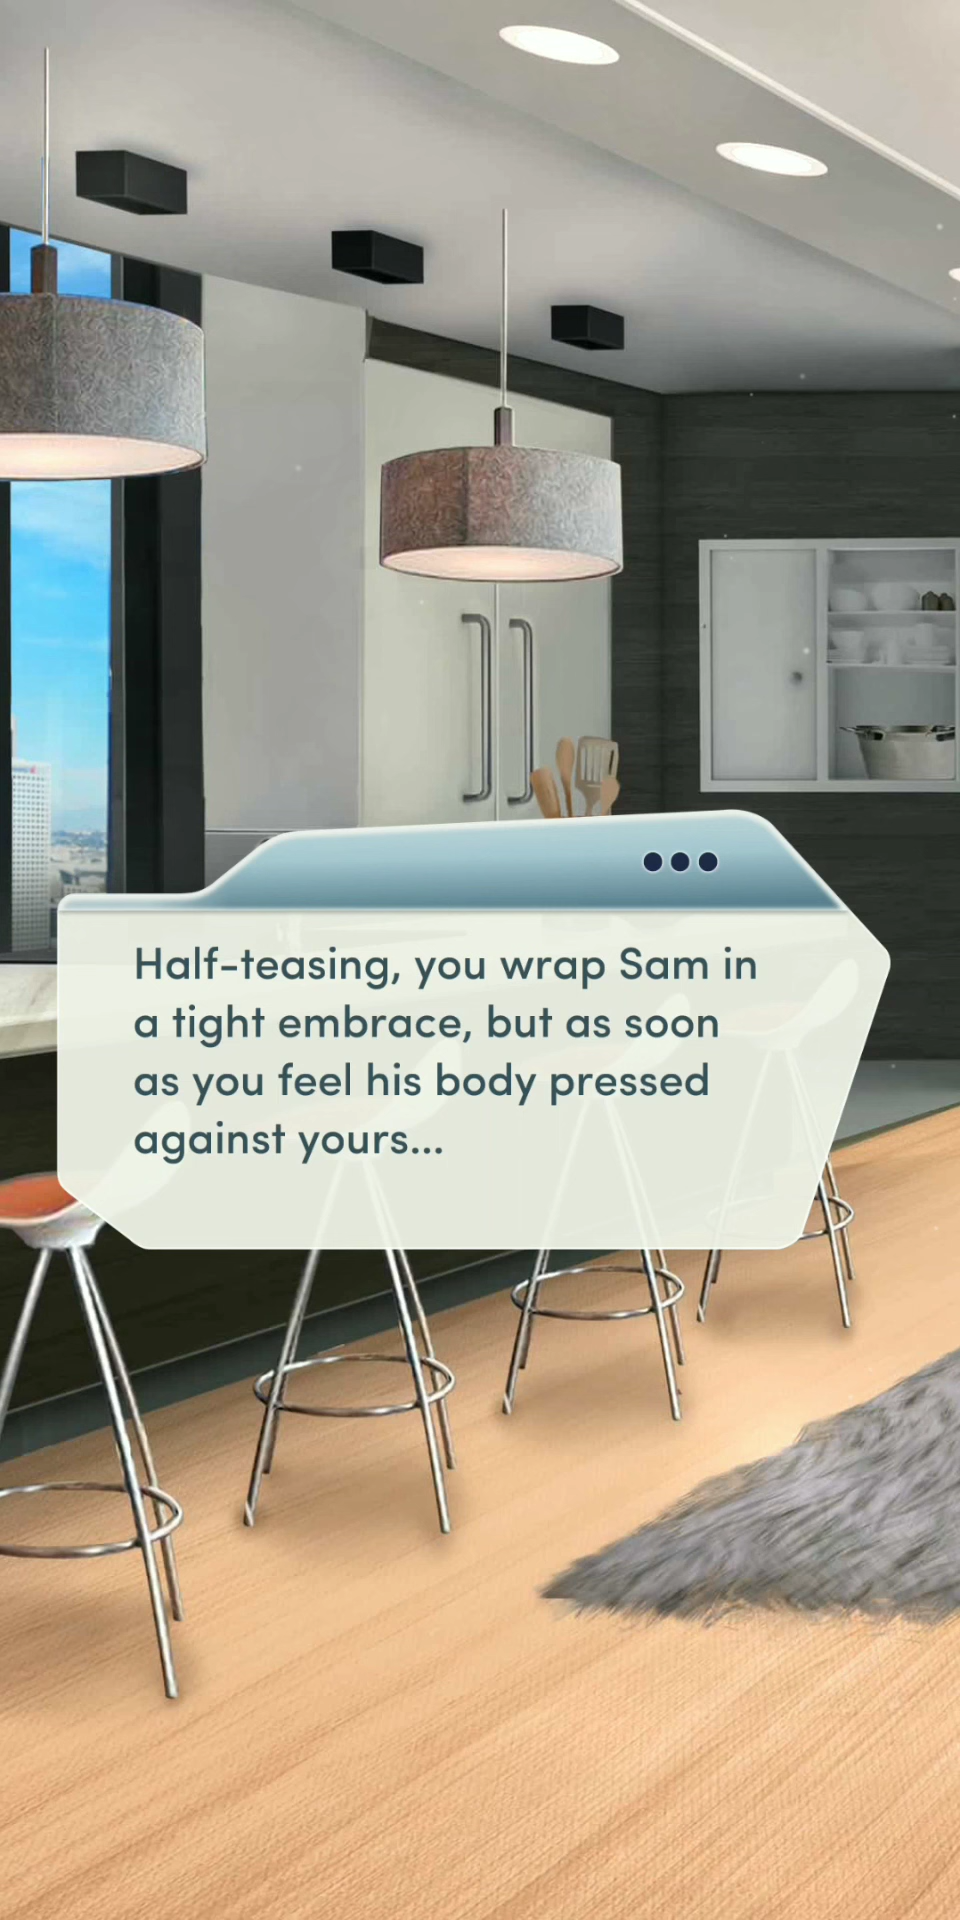 Half-teasing, you wrap Sam in
a tight embrace, but as soon
as you feel his body pressed
against yours...